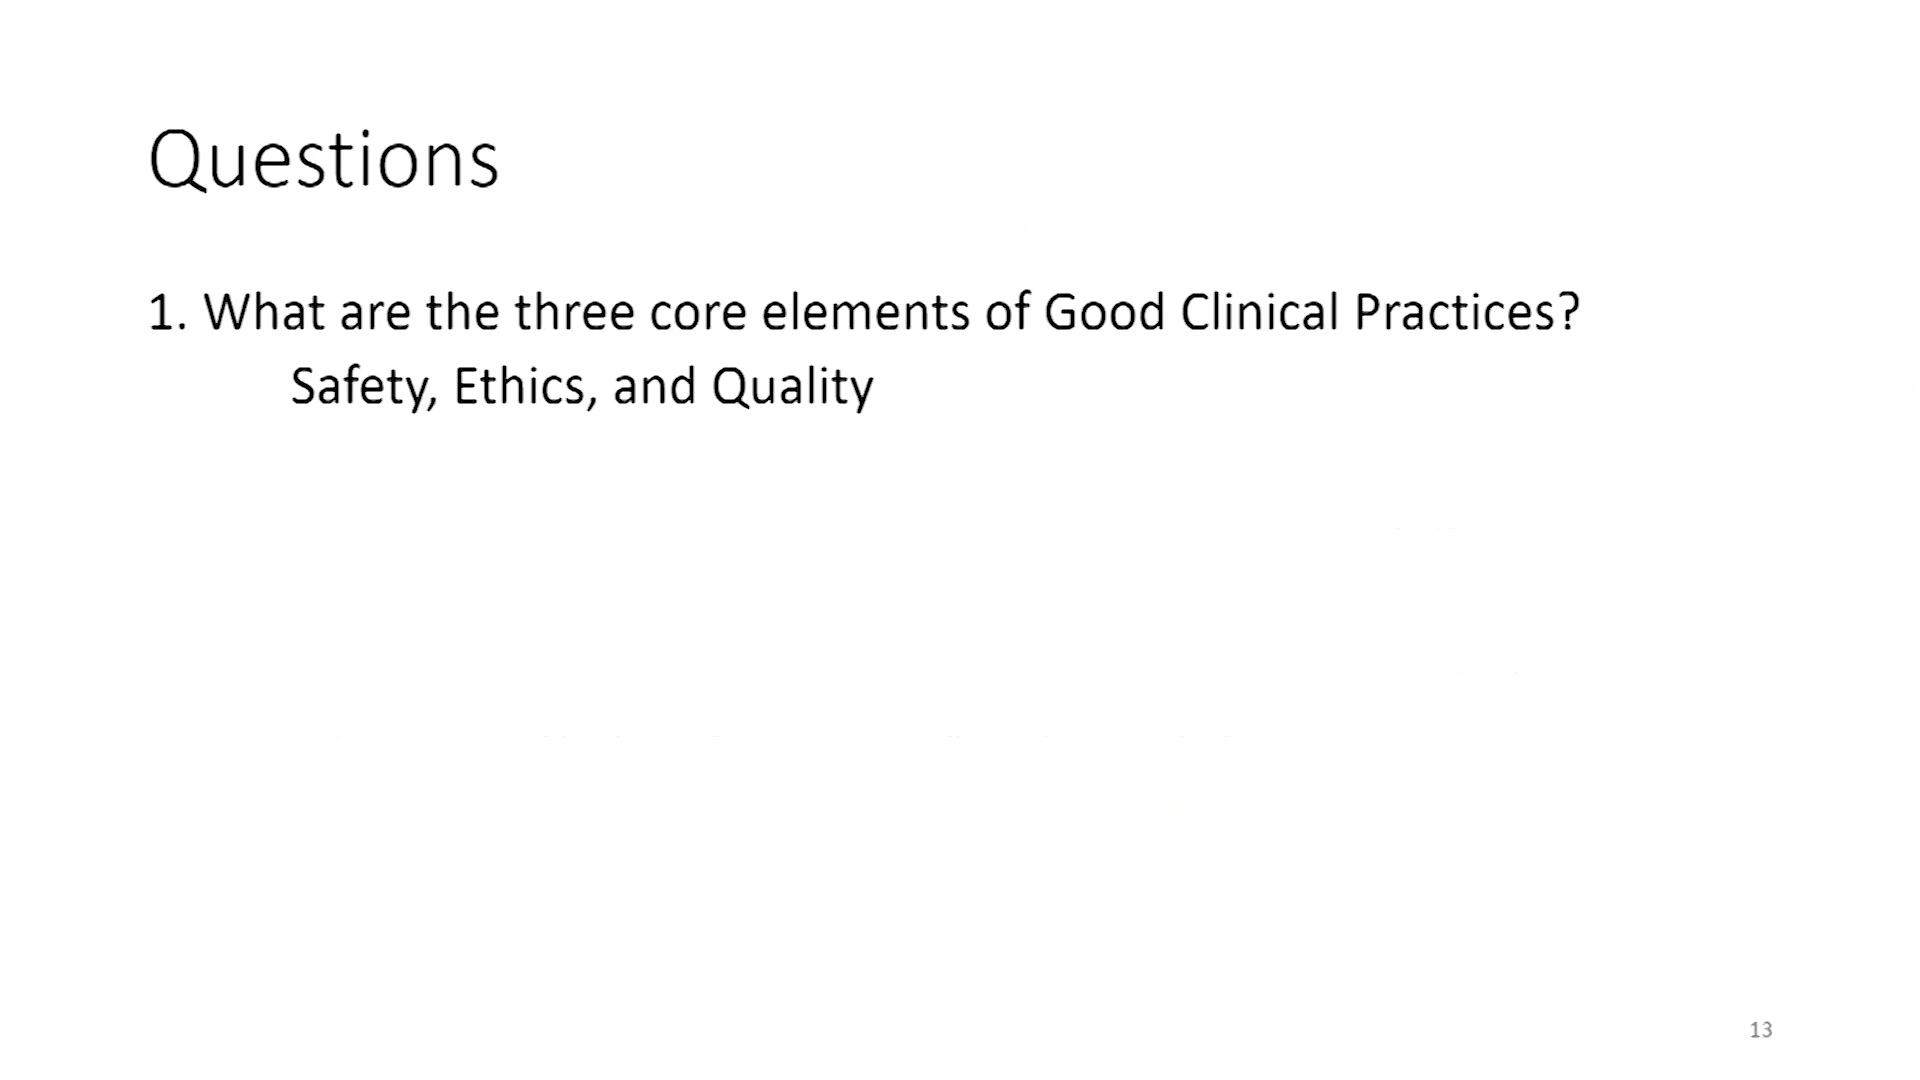 Questions
1. What are the three core elements of Good Clinical Practices?
Safety, Ethics, and Quality
13